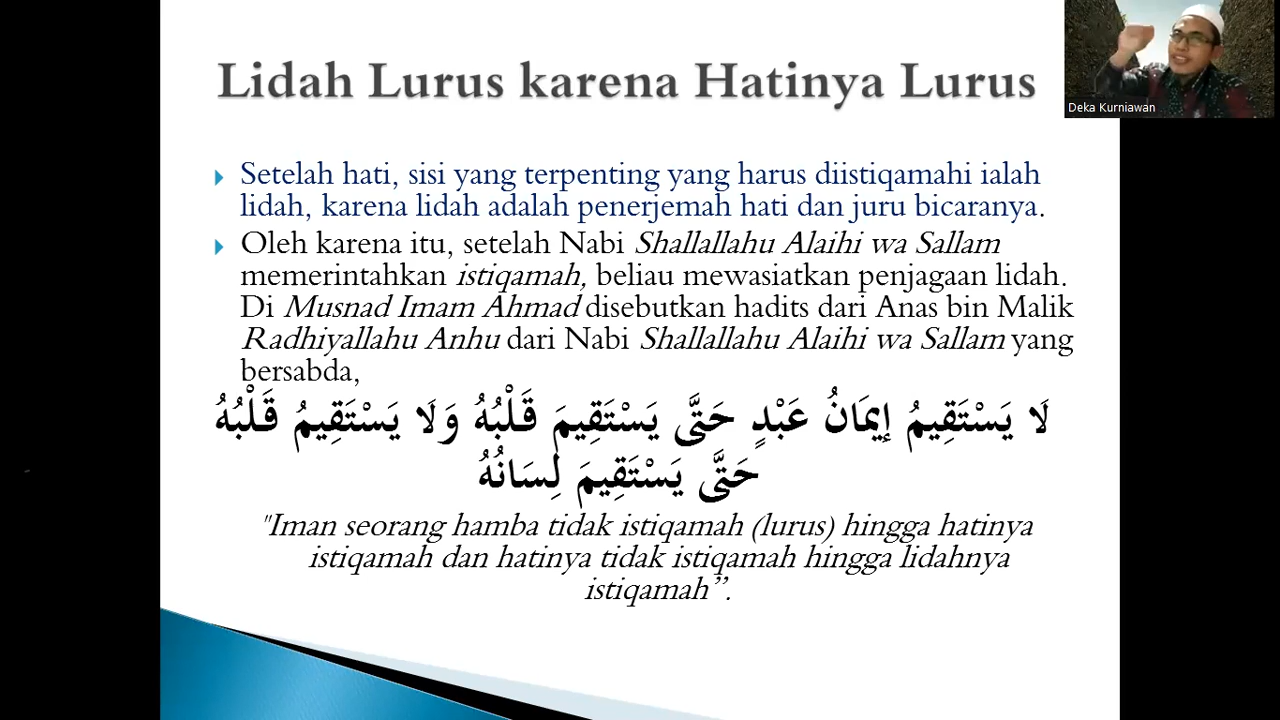 Lidah Lurus karena Hatinya Lurus
Deka Kurniawan
Setelah hati, sisi yang terpenting yang harus diistiqamahi ialah
lidah, karena lidah adalah penerjemah hati dan juru bicaranya.
Oleh karena itu, setelah Nabi Shallallahu Alaihi wa Sallam
memerintahkan istiqamah, beliau mewasiatkan penjagaan lidah.
Di Musnad Imam Ahmad disebutkan hadits dari Anas bin Malik
Radhiyallahu Anhu dari Nabi Shallallahu Alaihi wa Sallam yang
bersabda,
لَا يَسْتَقِيمُ إِيمَانُ عَبْدٍ حَتَّى يَسْتَقِيمَ قَلْبُهُ وَلَا يَسْتَقِيمُ قَلْبُهُ
حَتَّى يَسْتَقِيمَ لِسَانُهُ
"Iman seorang hamba tidak istiqamah (lurus) hingga hatinya
istiqamah dan hatinya tidak istiqamah hingga lidahnya
istiqamah”.